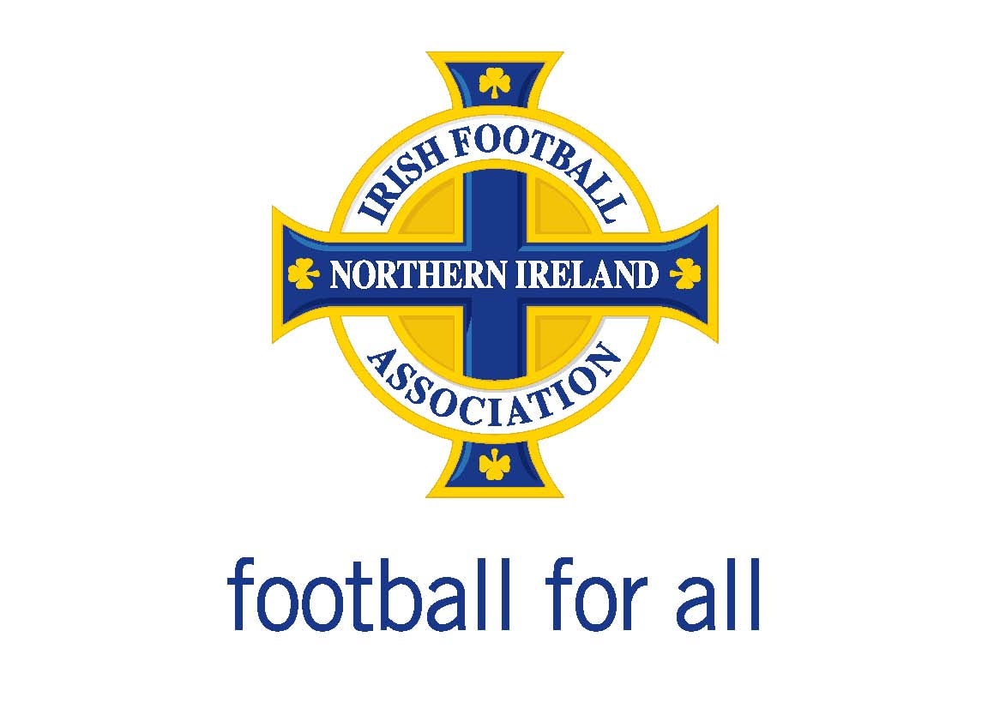 IRISH FOOTBALL
NORTHERN IRELAND
ASSOCIATION
football for all